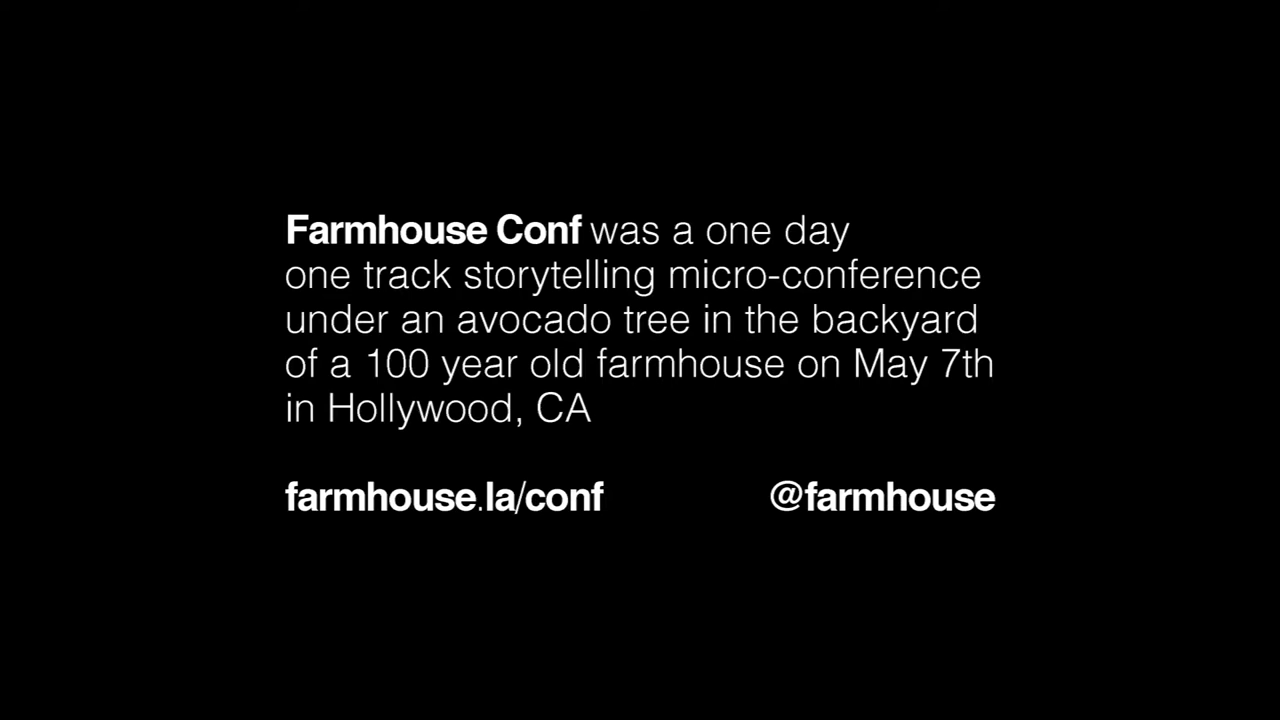 Farmhouse Conf was a one day
one track storytelling micro-conference
under an avocado tree in the backyard
of a 100 year old farmhouse on May 7th
in Hollywood, CA
farmhouse.la/conf @farmhouse